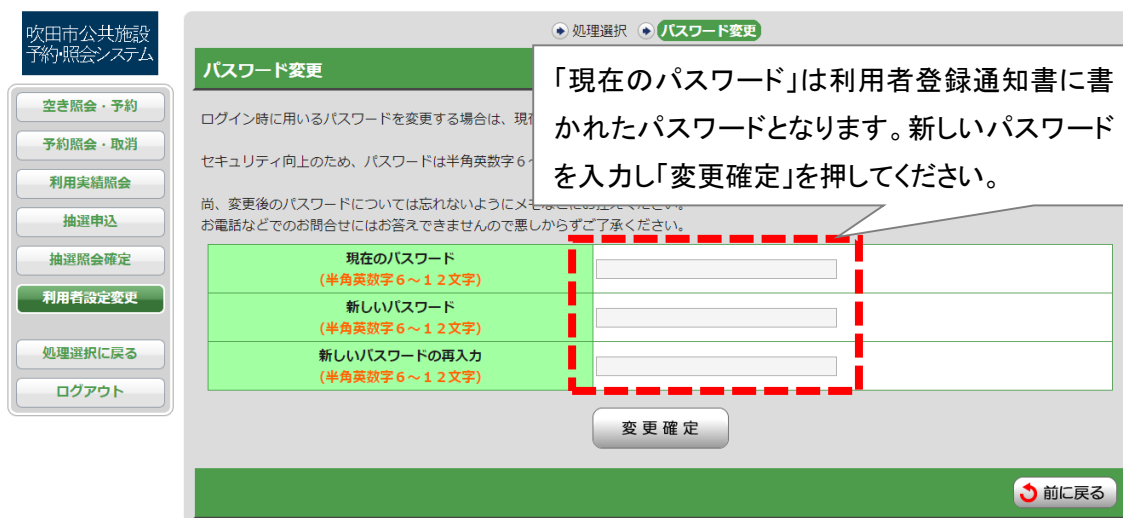 吹田市公共施設
予約・照会システム
空き照会・予約
予約照会・取消
利用実績照会
抽選申込
抽選照会確定
利用者設定変更
処理選択に戻る
ログアウト
処理選択 パスワード変更
パスワード変更
「現在のパスワード」は利用者登録通知書に書
かれたパスワードとなります。新しいパスワード
を入力し「変更確定」を押してください。
ログイン時に用いるパスワードを変更する場合は、現
セキュリティ向上のため、パスワードは半角英数字6~
尚、変更後のパスワードについては忘れないようにメモ
お電話などでのお問合せにはお答えできませんので悪しからずご了承ください。
現在のパスワード
(半角英数字6~12文字)
新しいパスワード
(半角英数字6~12文字)
新しいパスワードの再入力
(半角英数字6~12文字)
変更確定
前に戻る